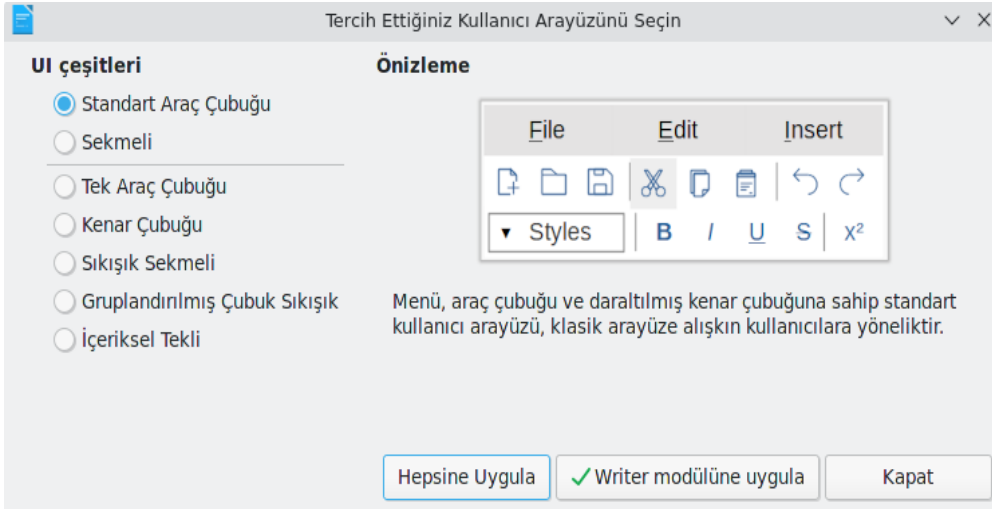 Tercih Ettiğiniz Kullanıcı Arayüzünü Seçin
UI çeşitleri
Standart Araç Çubuğu
Sekmeli
Tek Araç Çubuğu
Kenar Çubuğu
Sıkışık Sekmeli
Gruplandırılmış Çubuk Sıkışık
İçeriksel Tekli
Önizleme
File Edit Insert
Styles B I U S X²
Menü, araç çubuğu ve daraltılmış kenar çubuğuna sahip standart
kullanıcı arayüzü, klasik arayüze alışkın kullanıcılara yöneliktir.
Hepsine Uygula Writer modülüne uygula Kapat